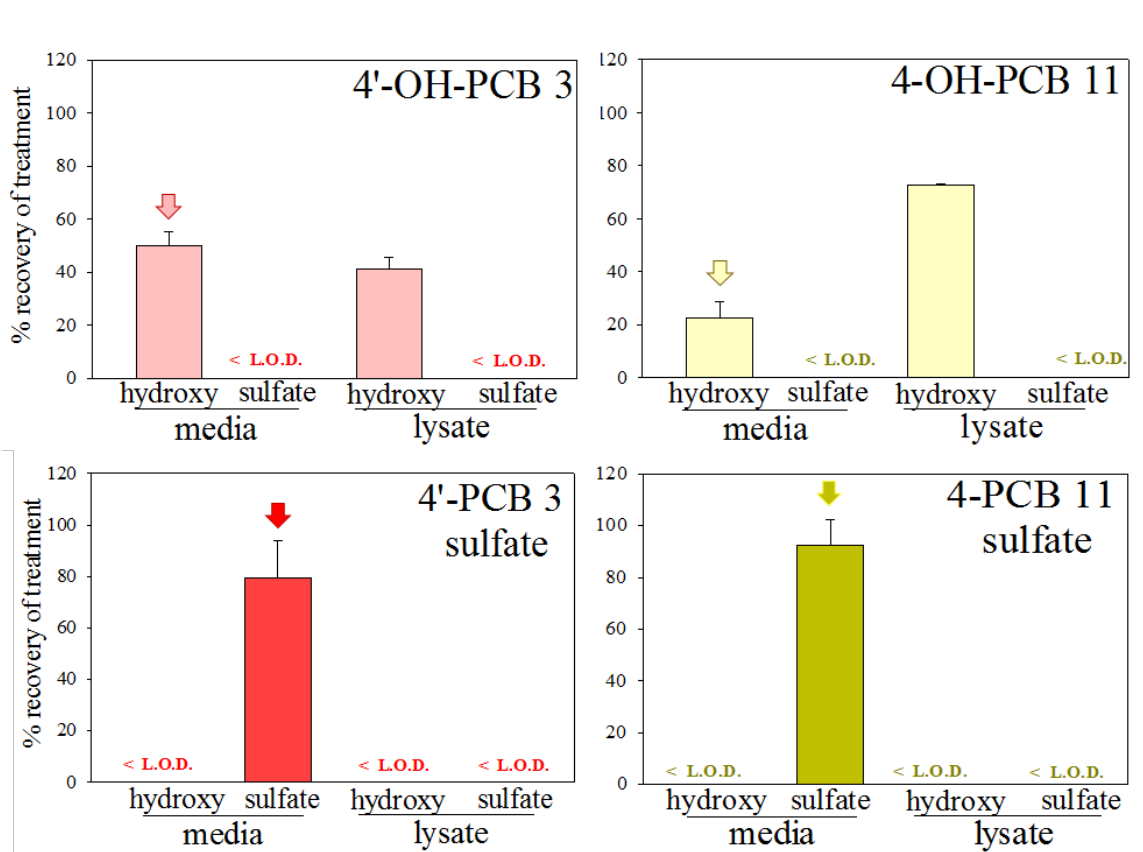 4'-OH-PCB 3
% recovery of treatment
120
100
80
60
40
20
0
< L.O.D.
< L.O.D.
hydroxy sulfate hydroxy sulfate
media lysate
4-OH-PCB 11
120
100
80
60
40
20
0
< L.O.D.
< L.O.D.
hydroxy sulfate hydroxy sulfate
media lysate
4'-PCB 3
sulfate
% recovery of treatment
120
100
80
60
40
20
0
< L.O.D.
< L.O.D.
< L.O.D.
hydroxy sulfate hydroxy sulfate
media lysate
4-PCB 11
sulfate
120
100
80
60
40
20
0
< L.O.D.
< L.O.D.
< L.O.D.
hydroxy sulfate hydroxy sulfate
media lysate